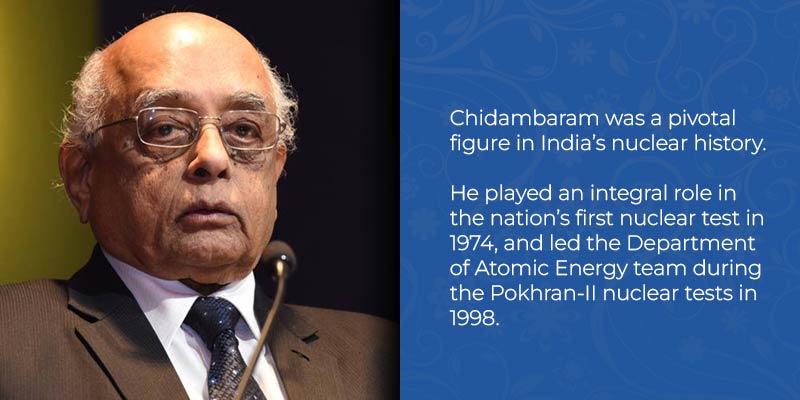 Chidambaram was a pivotal
figure in India’s nuclear history.
He played an integral role in
the nation’s first nuclear test in
1974, and led the Department
of Atomic Energy team during
the Pokhran-II nuclear tests in
1998.